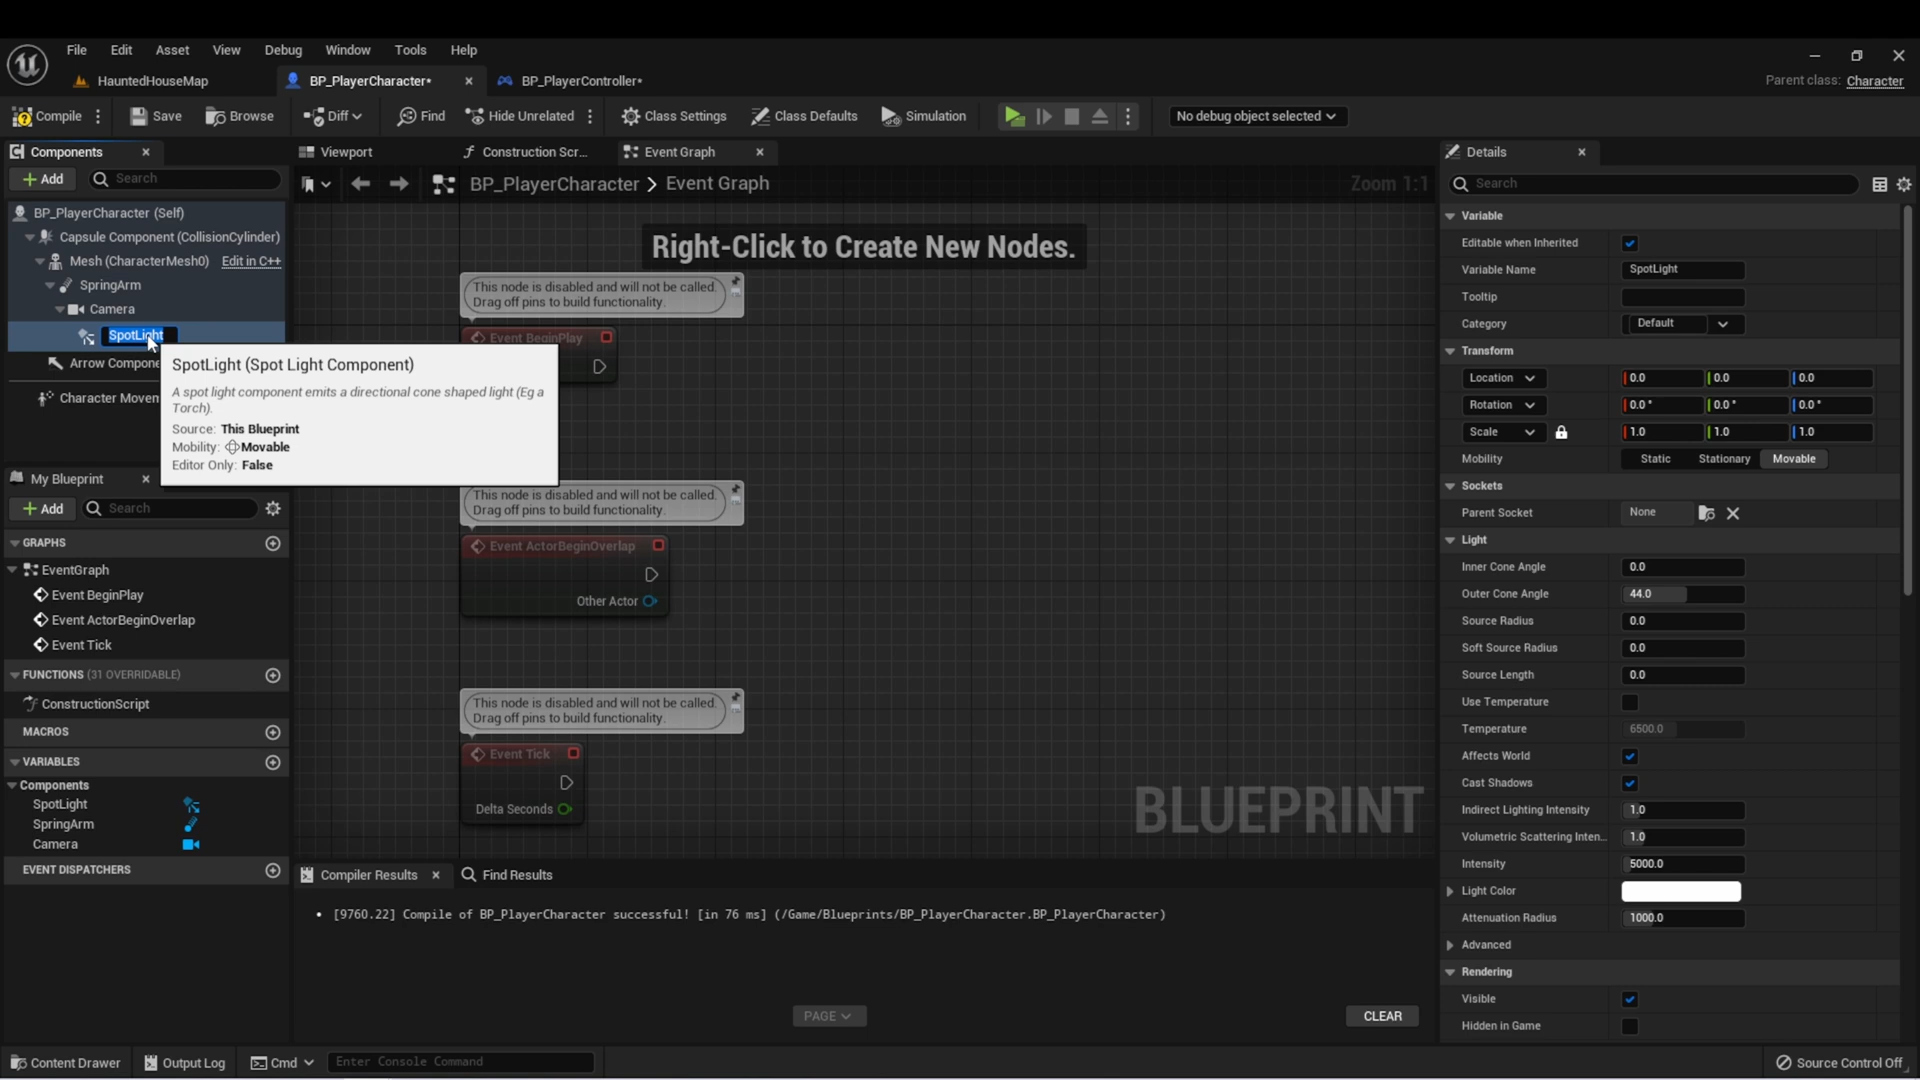 File Edit Asset View Debug Window Tools Help
HauntedHouseMap
BP_PlayerCharacter*
BP_PlayerController*
Parent class: Character
Compile
Save
Browse
Diff
Find
Hide Unrelated
Class Settings
Class Defaults
Simulation
No debug object selected
Components
Add
Search
BP_PlayerCharacter (Self)
Capsule Component (CollisionCylinder)
Mesh (CharacterMesh0) Edit in C++
SpringArm
Camera
SpotLight
Arrow Compone
Character Movem
SpotLight (Spot Light Component)
A spot light component emits a directional cone shaped light (Eg a
Torch).
Source: This Blueprint
Mobility: Movable
Editor Only: False
My Blueprint
Add
Search
GRAPHS
EventGraph
Event BeginPlay
Event ActorBeginOverlap
Event Tick
FUNCTIONS (31 OVERRIDABLE)
ConstructionScript
MACROS
VARIABLES
Components
SpotLight
SpringArm
Camera
EVENT DISPATCHERS
Viewport
Construction Scr...
Event Graph
BP_PlayerCharacter > Event Graph
Zoom 1:1
Right-Click to Create New Nodes.
This node is disabled and will not be called.
Drag off pins to build functionality.
Event BeginPlay
This node is disabled and will not be called.
Drag off pins to build functionality.
Event ActorBeginOverlap
Other Actor
This node is disabled and will not be called.
Drag off pins to build functionality.
Event Tick
Delta Seconds
BLUEPRINT
Compiler Results
Find Results
[9760.22] Compile of BP_PlayerCharacter successful! [in 76 ms] (/Game/Blueprints/BP_PlayerCharacter.BP_PlayerCharacter)
PAGE
CLEAR
Details
Search
Variable
Editable when Inherited
Variable Name SpotLight
Tooltip
Category Default
Transform
Location 0.0 0.0 0.0
Rotation 0.0° 0.0° 0.0°
Scale 1.0 1.0 1.0
Mobility Static Stationary Movable
Sockets
Parent Socket None
Light
Inner Cone Angle 0.0
Outer Cone Angle 44.0
Source Radius 0.0
Soft Source Radius 0.0
Source Length 0.0
Use Temperature
Temperature 6500.0
Affects World
Cast Shadows
Indirect Lighting Intensity 1.0
Volumetric Scattering Inten... 1.0
Intensity 5000.0
Light Color
Attenuation Radius 1000.0
Advanced
Rendering
Visible
Hidden in Game
Content Drawer
Output Log
Cmd
Enter Console Command
Source Control Off